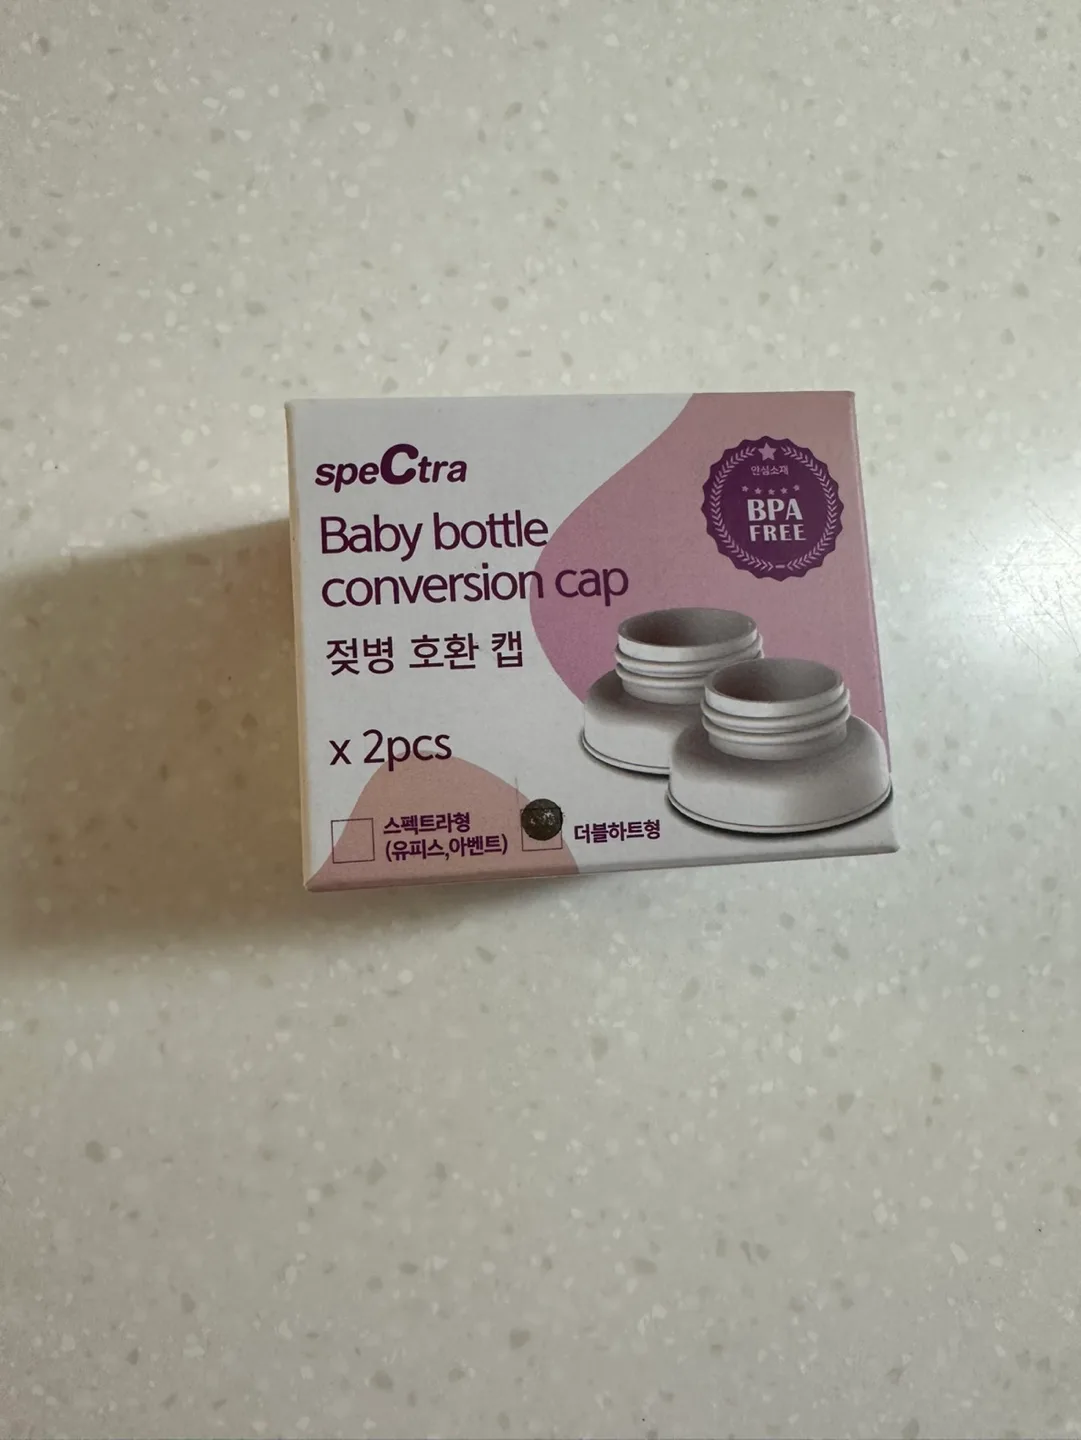 speCtra
Baby bottle
conversion cap
젖병 호환 캡
x 2pcs
스펙트라형
(유피스,아벤트)
더블하트형
안심소재
BPA
FREE